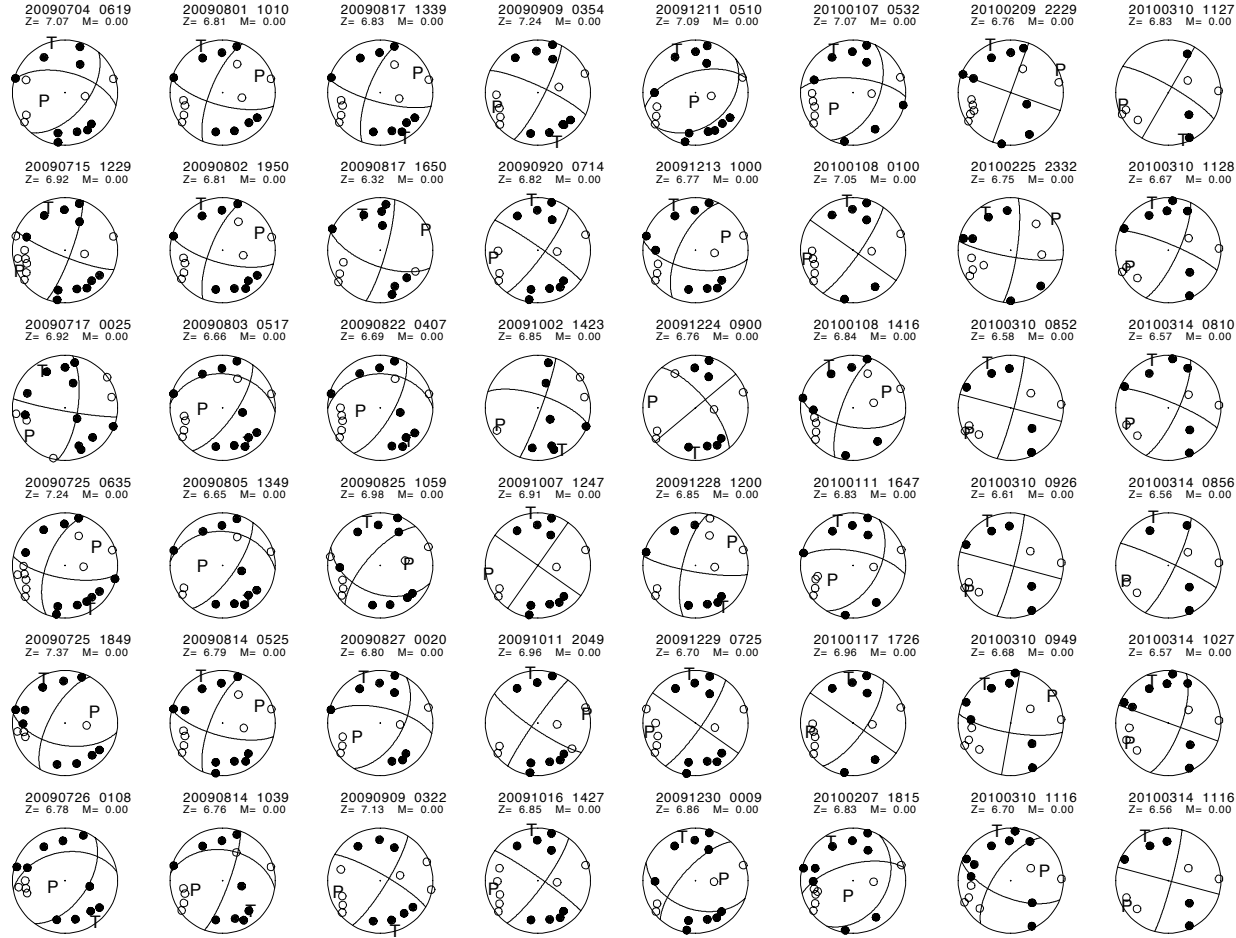 20090704 0619 20090801 1010 20090817 1339 20090909 0354 20091211 0510 20100107 0532 20100209 2229 20100310 1127
Z= 7.07 M= 0.00 Z= 6.81 M= 0.00 Z= 6.83 M= 0.00 Z= 7.24 M= 0.00 Z= 7.09 M= 0.00 Z= 7.07 M= 0.00 Z= 6.76 M= 0.00 Z= 6.83 M= 0.00
T P T P P T P T T P T P T P P T
20090715 1229 20090802 1950 20090817 1650 20090920 0714 20091213 1000 20100108 0100 20100225 2332 20100310 1128
Z= 6.92 M= 0.00 Z= 6.81 M= 0.00 Z= 6.32 M= 0.00 Z= 6.82 M= 0.00 Z= 6.77 M= 0.00 Z= 7.05 M= 0.00 Z= 6.75 M= 0.00 Z= 6.67 M= 0.00
T P T P T P T P T P T P T P T P
20090717 0025 20090803 0517 20090822 0407 20091002 1423 20091224 0900 20100108 1416 20100310 0852 20100314 0810
Z= 6.92 M= 0.00 Z= 6.66 M= 0.00 Z= 6.69 M= 0.00 Z= 6.85 M= 0.00 Z= 6.76 M= 0.00 Z= 6.84 M= 0.00 Z= 6.58 M= 0.00 Z= 6.57 M= 0.00
T P P P T P T P T T P T P T P
20090725 0635 20090805 1349 20090825 1059 20091007 1247 20091228 1200 20100111 1647 20100310 0926 20100314 0856
Z= 7.24 M= 0.00 Z= 6.65 M= 0.00 Z= 6.98 M= 0.00 Z= 6.91 M= 0.00 Z= 6.85 M= 0.00 Z= 6.83 M= 0.00 Z= 6.61 M= 0.00 Z= 6.56 M= 0.00
P T P T P T P P T T P T P T P
20090725 1849 20090814 0525 20090827 0020 20091011 2049 20091229 0725 20100117 1726 20100310 0949 20100314 1027
Z= 7.37 M= 0.00 Z= 6.79 M= 0.00 Z= 6.80 M= 0.00 Z= 6.96 M= 0.00 Z= 6.70 M= 0.00 Z= 6.96 M= 0.00 Z= 6.68 M= 0.00 Z= 6.57 M= 0.00
T P T P T P T P T P T P T P T P
20090726 0108 20090814 1039 20090909 0322 20091016 1427 20091230 0009 20100207 1815 20100310 1116 20100314 1116
Z= 6.78 M= 0.00 Z= 6.76 M= 0.00 Z= 7.13 M= 0.00 Z= 6.85 M= 0.00 Z= 6.86 M= 0.00 Z= 6.83 M= 0.00 Z= 6.70 M= 0.00 Z= 6.56 M= 0.00
P T P T P T T P T P T P T P T P